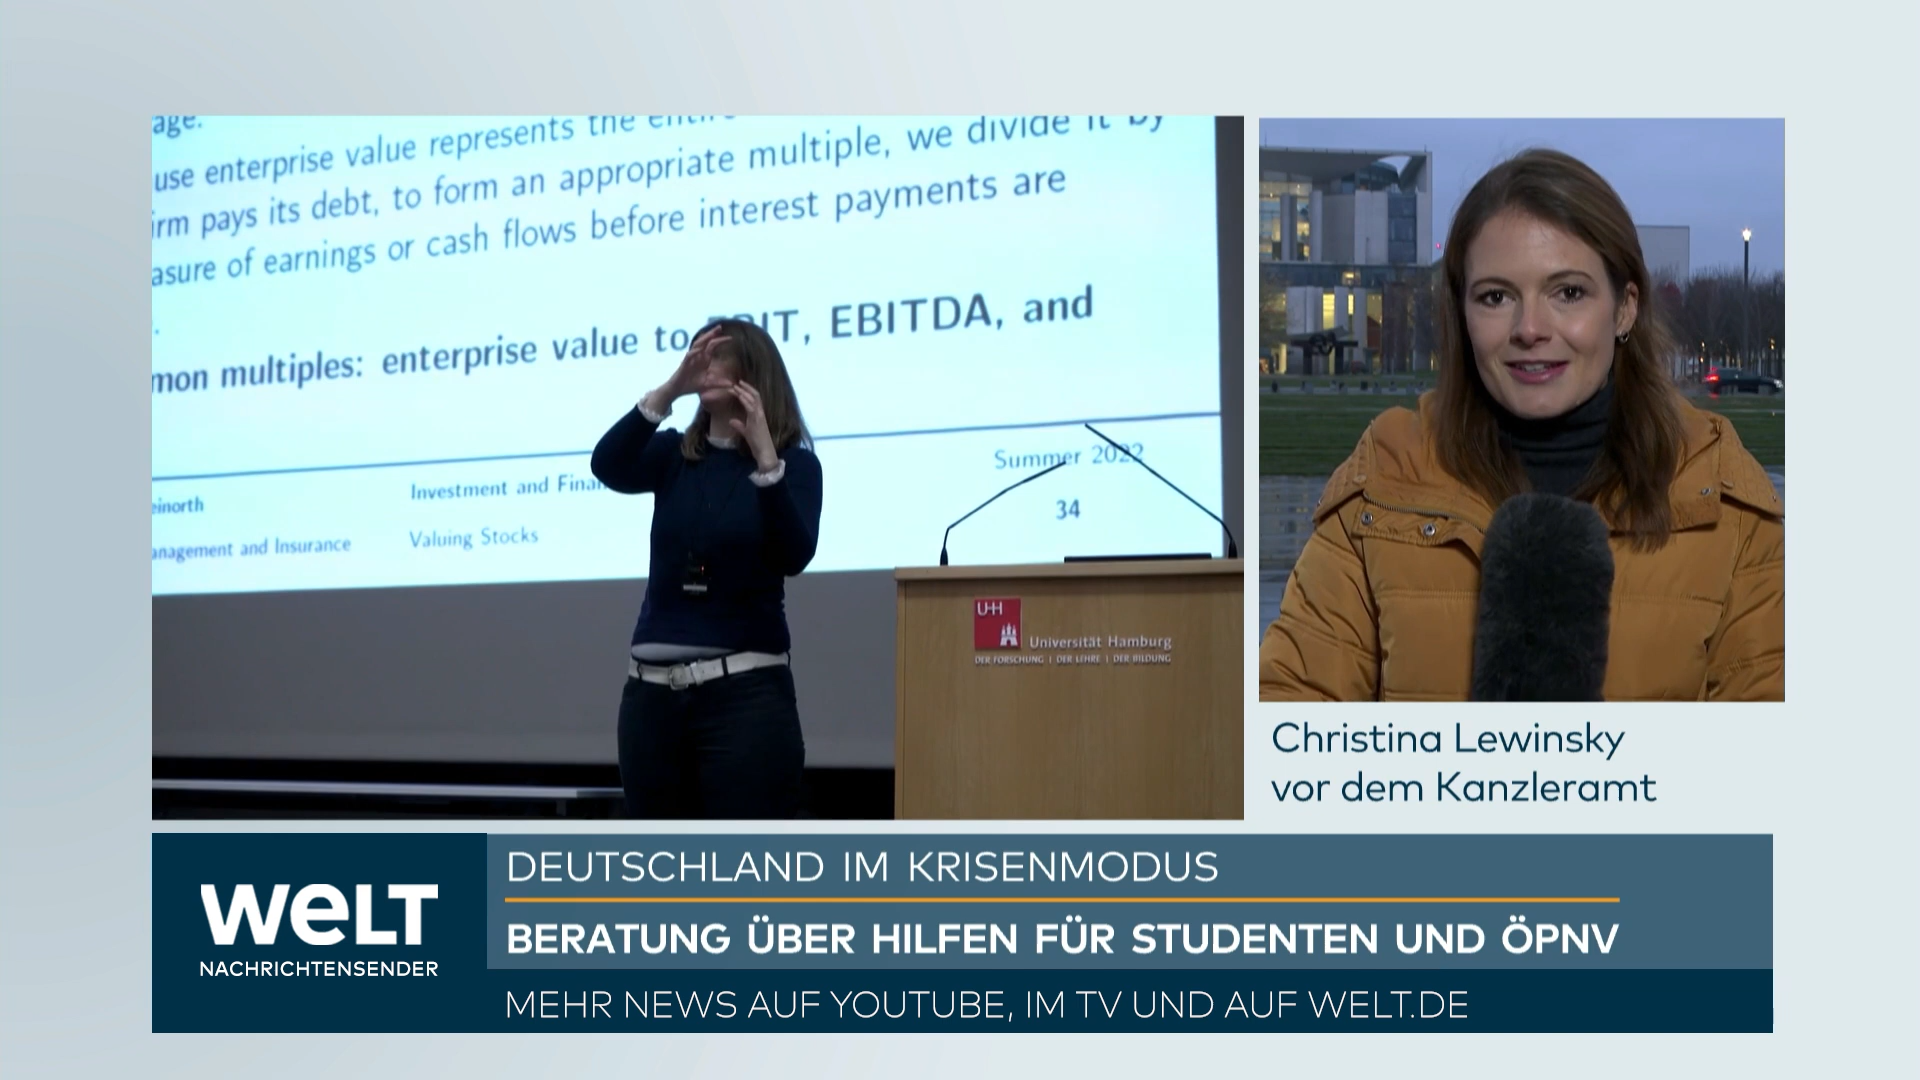 age.
use enterprise value represents the
irm pays its debt, to form an appropriate multiple, we divide it by
asure of earnings or cash flows before interest payments are
mon multiples: enterprise value to EBIT, EBITDA, and
einorth
Investment and Finan
Summer 2022
anagement and Insurance
Valuing Stocks
34
UHH
Universität Hamburg
DER FORSCHUNG | DER LEHRE | DER BILDUNG
Christina Lewinsky
vor dem Kanzleramt
WELT
NACHRICHTENSENDER
DEUTSCHLAND IM KRISENMODUS
BERATUNG ÜBER HILFEN FÜR STUDENTEN UND ÖPNV
MEHR NEWS AUF YOUTUBE, IM TV UND AUF WELT.DE